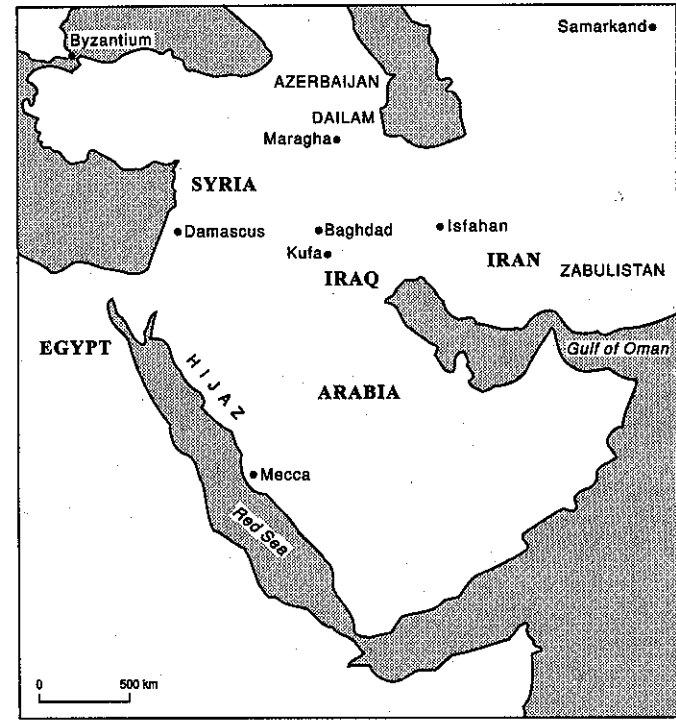 Samarkand
Byzantium
AZERBAIJAN
DAILAM
Maragha
SYRIA
Damascus
Baghdad
Isfahan
Kufa
IRAN
IRAQ
ZABULISTAN
EGYPT
Gulf of Oman
HIJAZ
ARABIA
Mecca
Red Sea
0 500 km